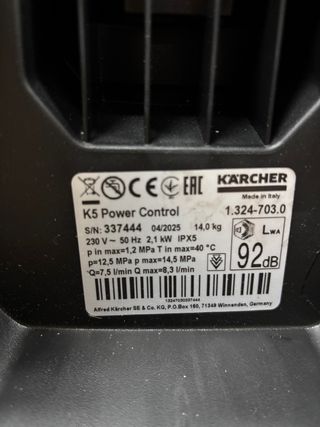 CE EAC KÄRCHER
Made in Italy
K5 Power Control 1.324-703.0
S/N: 337444 04/2025 14,0 kg
230 V ~ 50 Hz 2,1 kW IPX5
p in max=1,2 MPa T in max=40 °C
p=12,5 MPa p max=14,5 MPa
Q=7,5 l/min Q max=8,3 l/min
LWA
92dB
Alfred Kärcher SE & Co. KG, P.O.Box 160, 71349 Winnenden, Germany